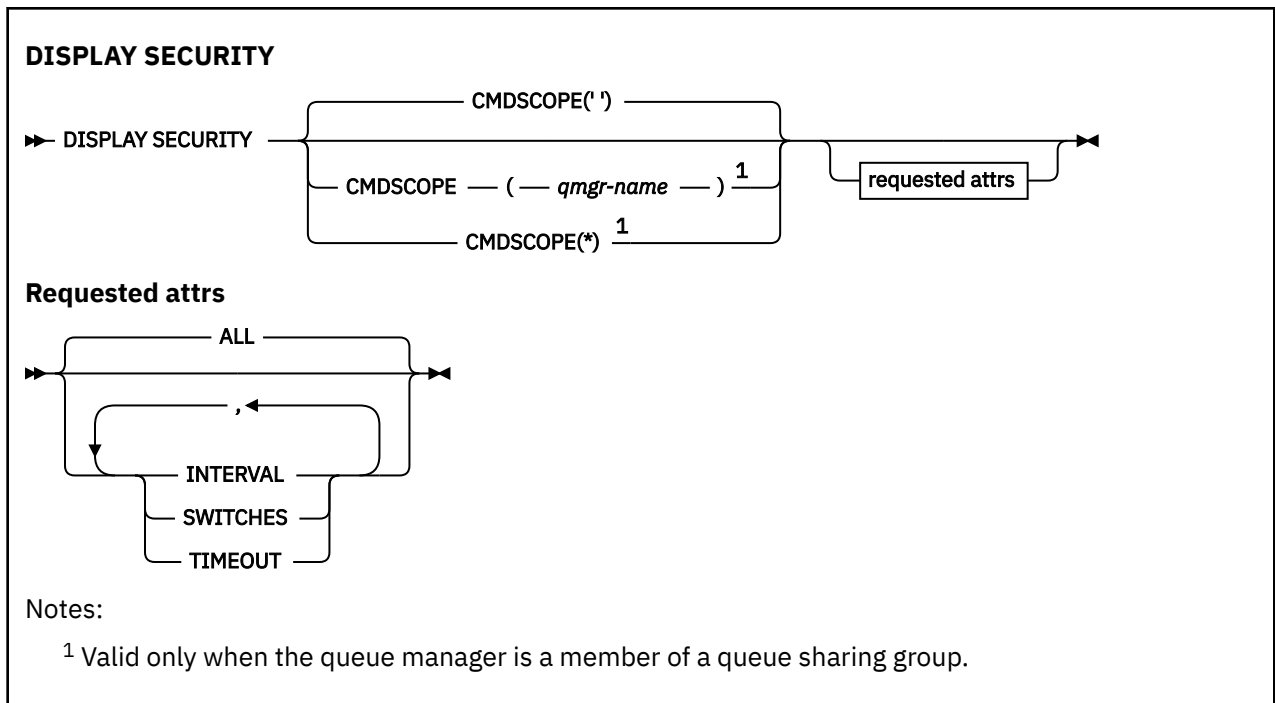 DISPLAY SECURITY
CMDSCOPE(' ')
DISPLAY SECURITY
CMDSCOPE ( qmgr-name ) 1
requested attrs
CMDSCOPE(*) 1
Requested attrs
ALL
,
INTERVAL
SWITCHES
TIMEOUT
Notes:
1 Valid only when the queue manager is a member of a queue sharing group.